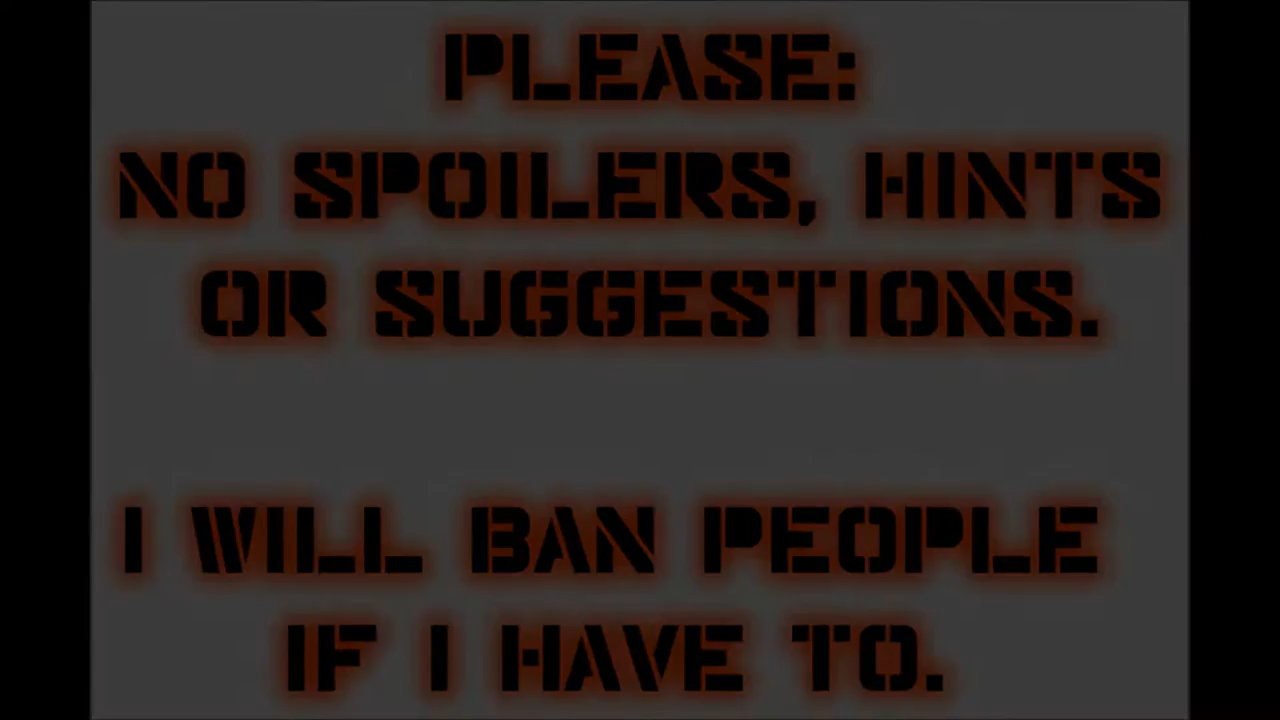 PLEASE:
NO SPOILERS, HINTS
OR SUGGESTIONS.
I WILL BAN PEOPLE
IF I HAVE TO.